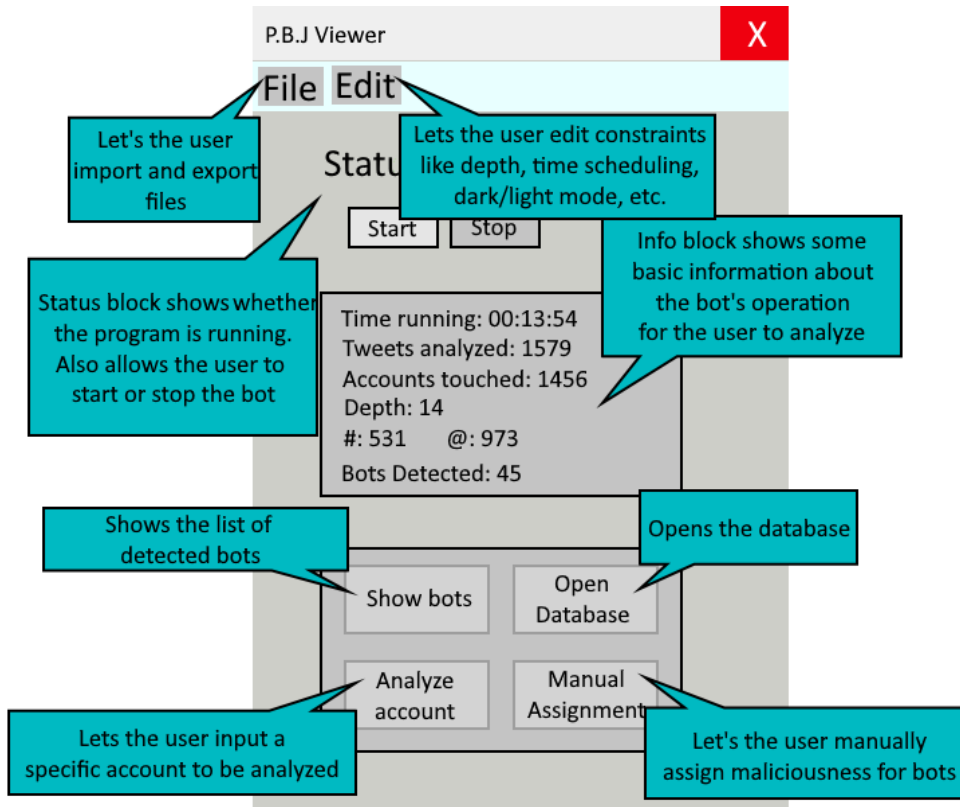 P.B.J Viewer
X
File Edit
Let's the user
import and export
files
Lets the user edit constraints
like depth, time scheduling,
dark/light mode, etc.
Statu
Start Stop
Info block shows some
basic information about
the bot's operation
for the user to analyze
Status block shows whether
the program is running.
Also allows the user to
start or stop the bot
Time running: 00:13:54
Tweets analyzed: 1579
Accounts touched: 1456
Depth: 14
#: 531 @: 973
Bots Detected: 45
Shows the list of
detected bots
Opens the database
Show bots
Open
Database
Analyze
account
Manual
Assignment
Lets the user input a
specific account to be analyzed
Let's the user manually
assign maliciousness for bots